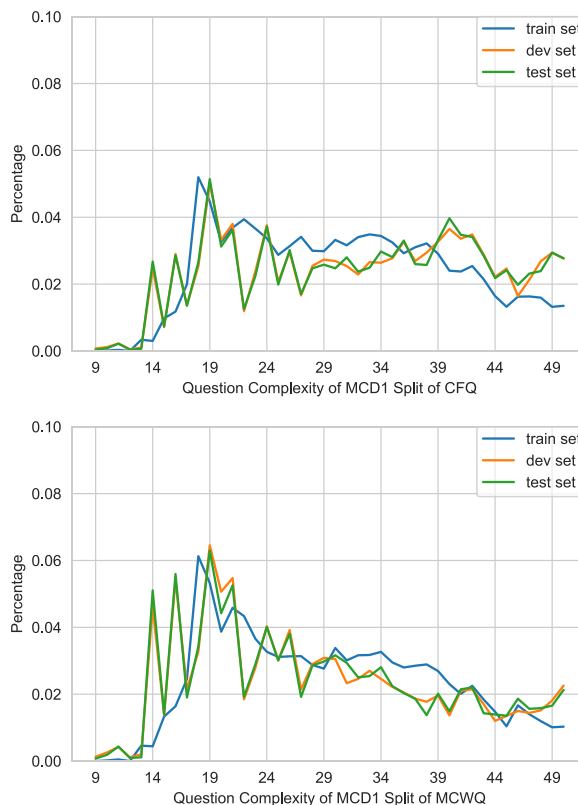 0.10
train set
dev set
test set
0.08
0.06
Percentage
0.04
0.02
0.00
9 14 19 24 29 34 39 44 49
Question Complexity of MCD1 Split of CFQ
0.10
train set
dev set
test set
0.08
0.06
Percentage
0.04
0.02
0.00
9 14 19 24 29 34 39 44 49
Question Complexity of MCD1 Split of MCWQ